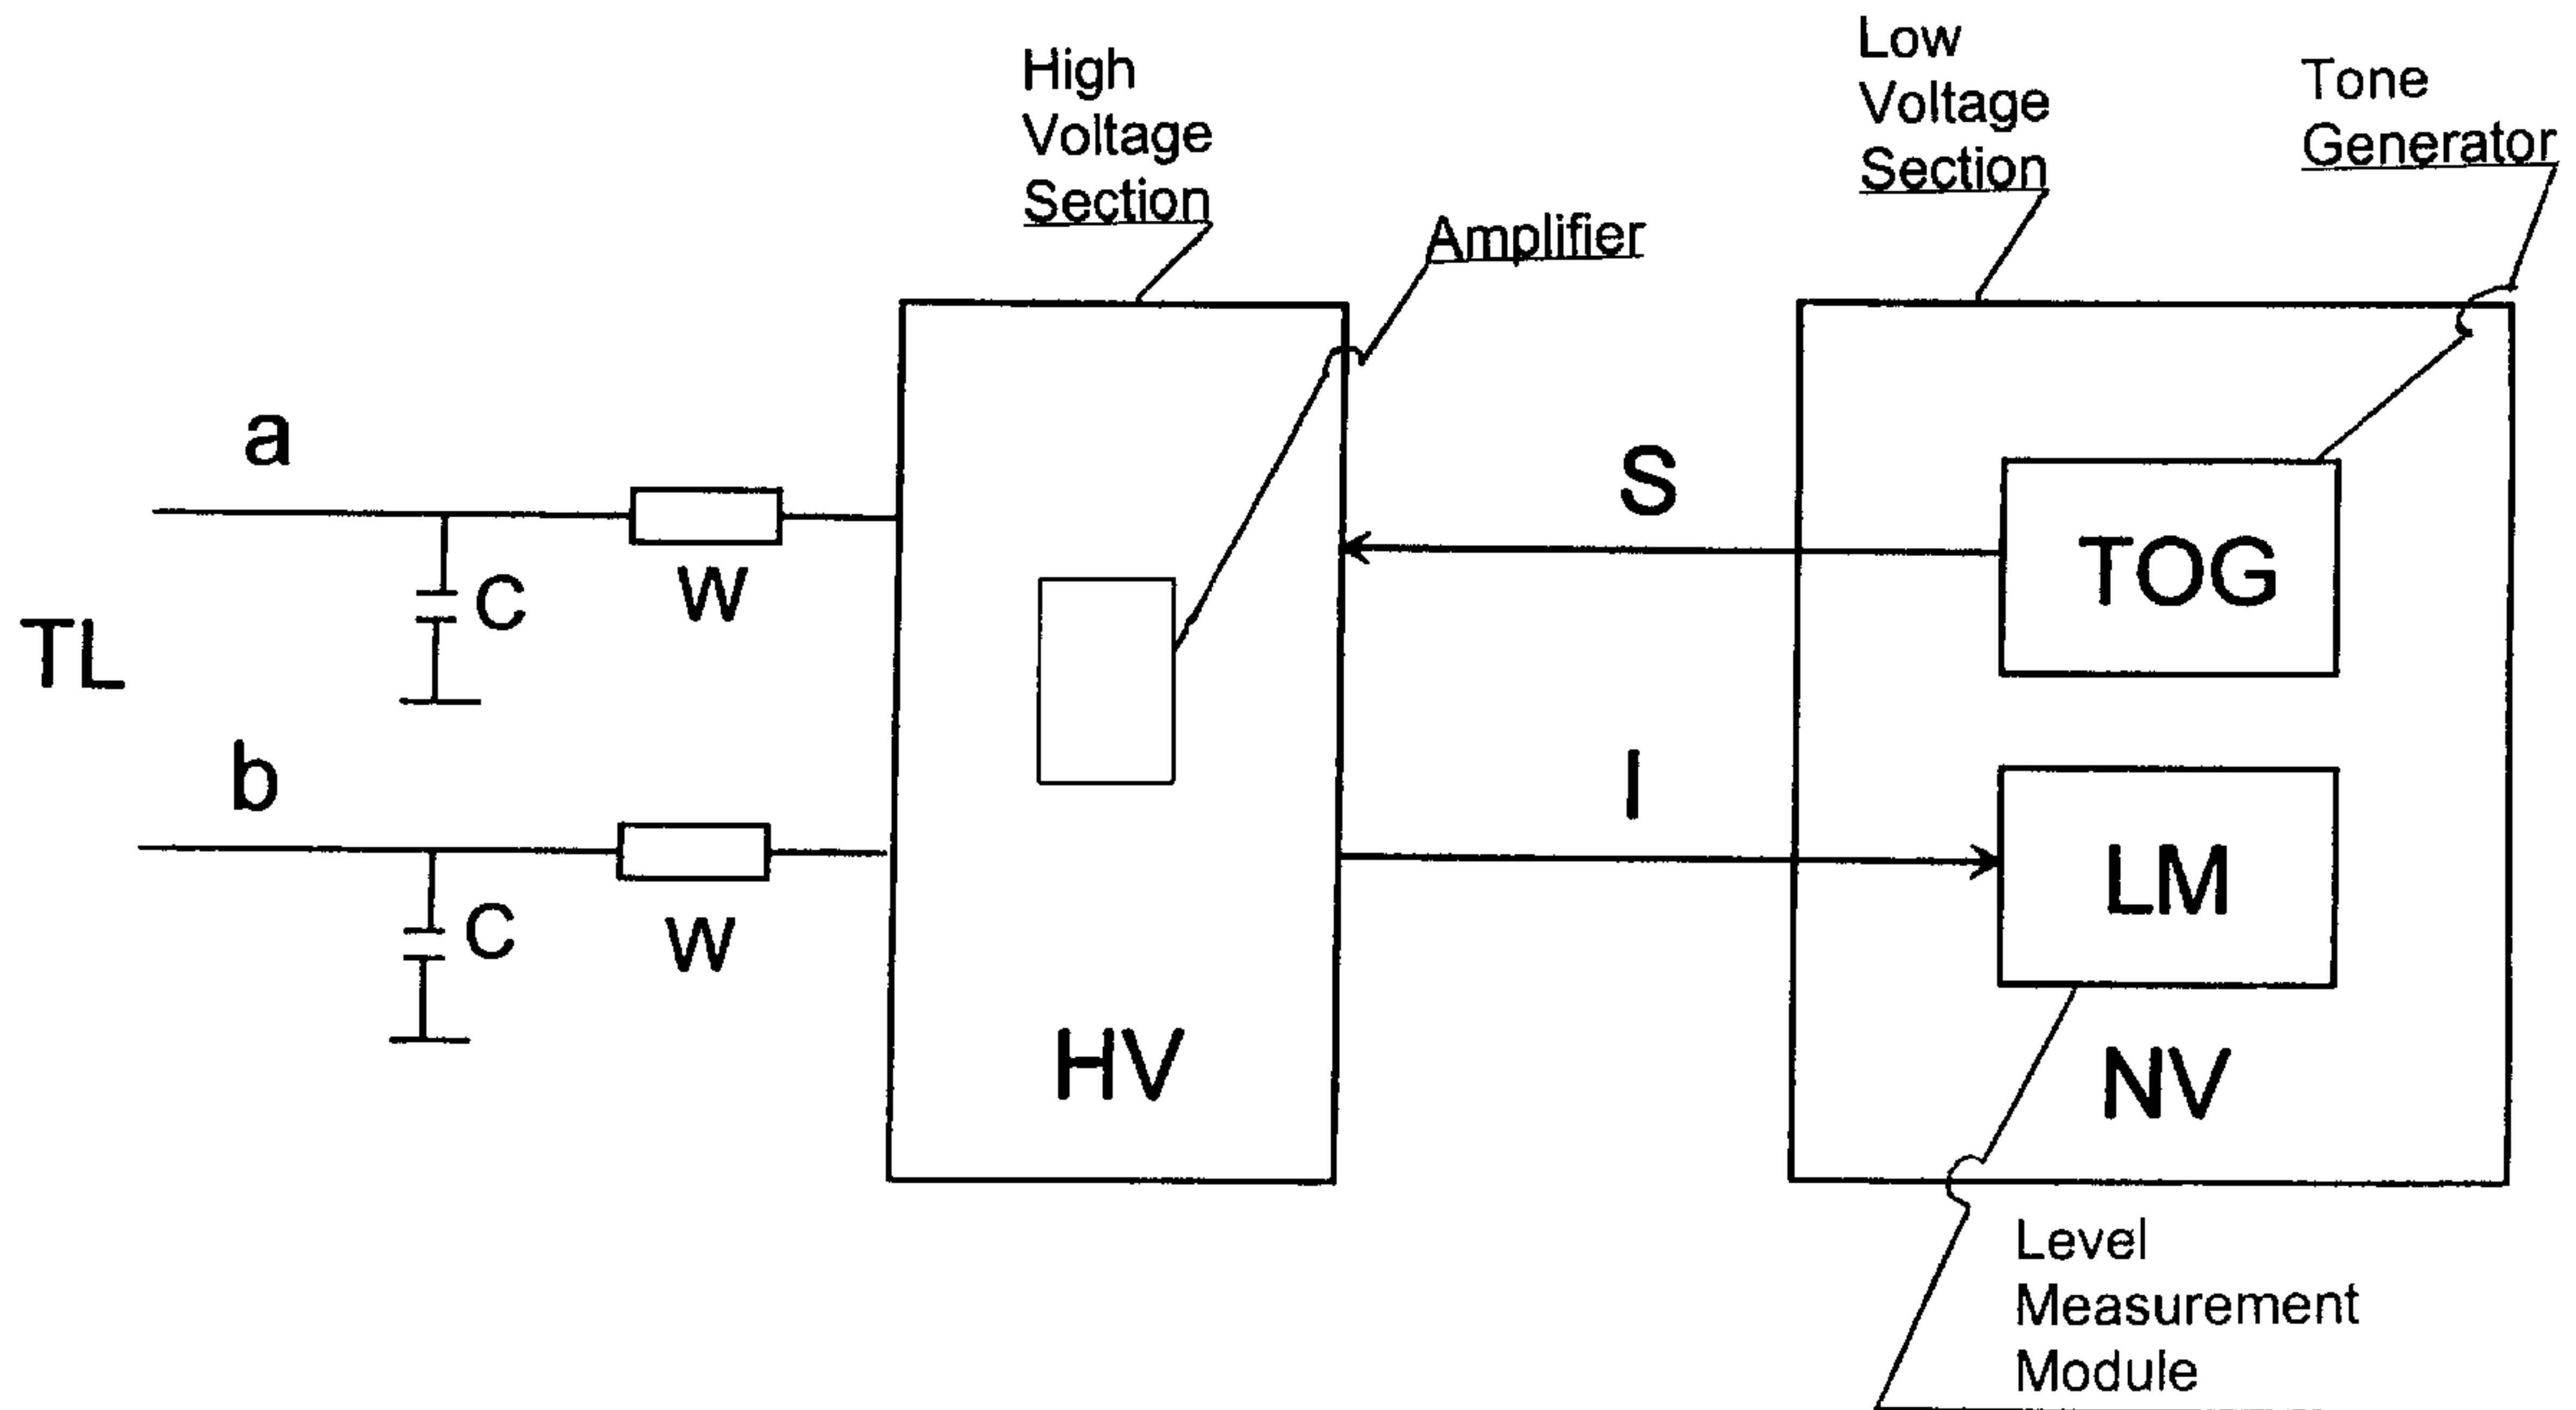 High
Voltage
Section
Low
Voltage
Section
Tone
Generator
Amplifier
a
S
TOG
C
W
TL
b
I
LM
C
W
HV
NV
Level
Measurement
Module